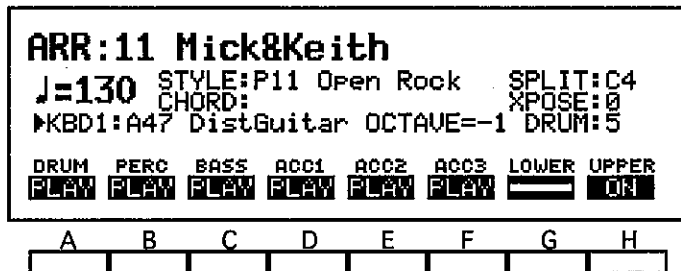 ARR:11 Mick&Keith
♩=130 STYLE:P11 Open Rock SPLIT:C4
CHORD: XPOSE:0
▶KBD1:A47 DistGuitar OCTAVE=-1 DRUM:5
DRUM PERC BASS ACC1 ACC2 ACC3 LOWER UPPER
PLAY PLAY PLAY PLAY PLAY PLAY ON
A B C D E F G H